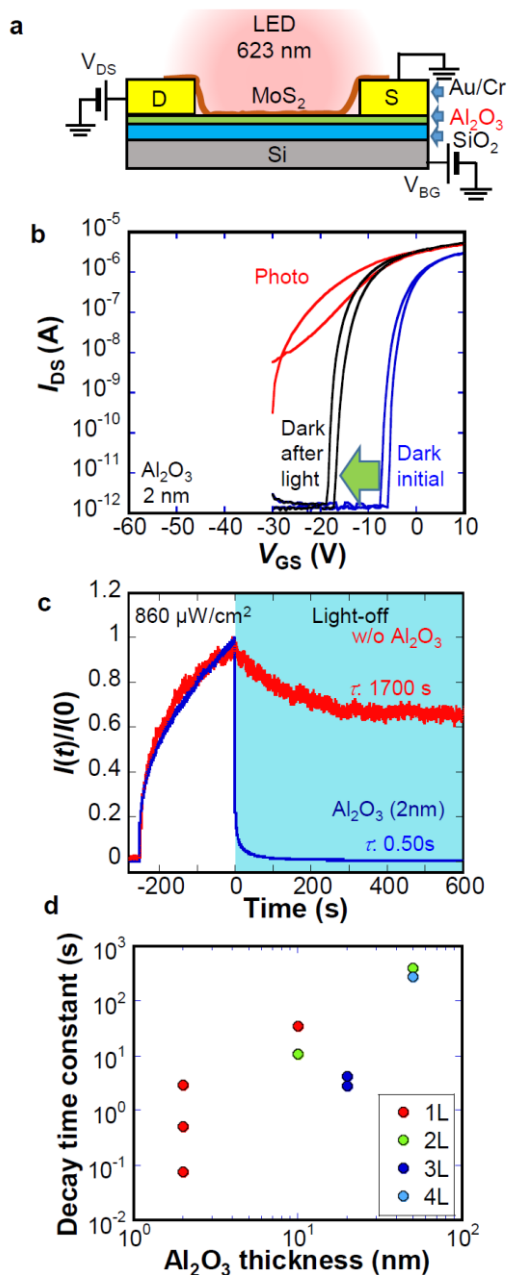 a
LED
623 nm
V_DS
D
MoS₂
S
Au/Cr
Al₂O₃
SiO₂
Si
V_BG
b
10⁻⁵
10⁻⁶
10⁻⁷
10⁻⁸
10⁻⁹
10⁻¹⁰
10⁻¹¹
10⁻¹²
I_DS (A)
Photo
Dark
after
light
Dark
initial
Al₂O₃
2 nm
-60 -50 -40 -30 -20 -10 0 10
V_GS (V)
c
1.2
1
0.8
0.6
0.4
0.2
0
I(t)/I(0)
860 μW/cm²
Light-off
w/o Al₂O₃
τ: 1700 s
Al₂O₃ (2nm)
τ: 0.50s
-200 0 200 400 600
Time (s)
d
10³
10²
10¹
10⁰
10⁻¹
10⁻²
Decay time constant (s)
1L
2L
3L
4L
10⁰ 10¹ 10²
Al₂O₃ thickness (nm)